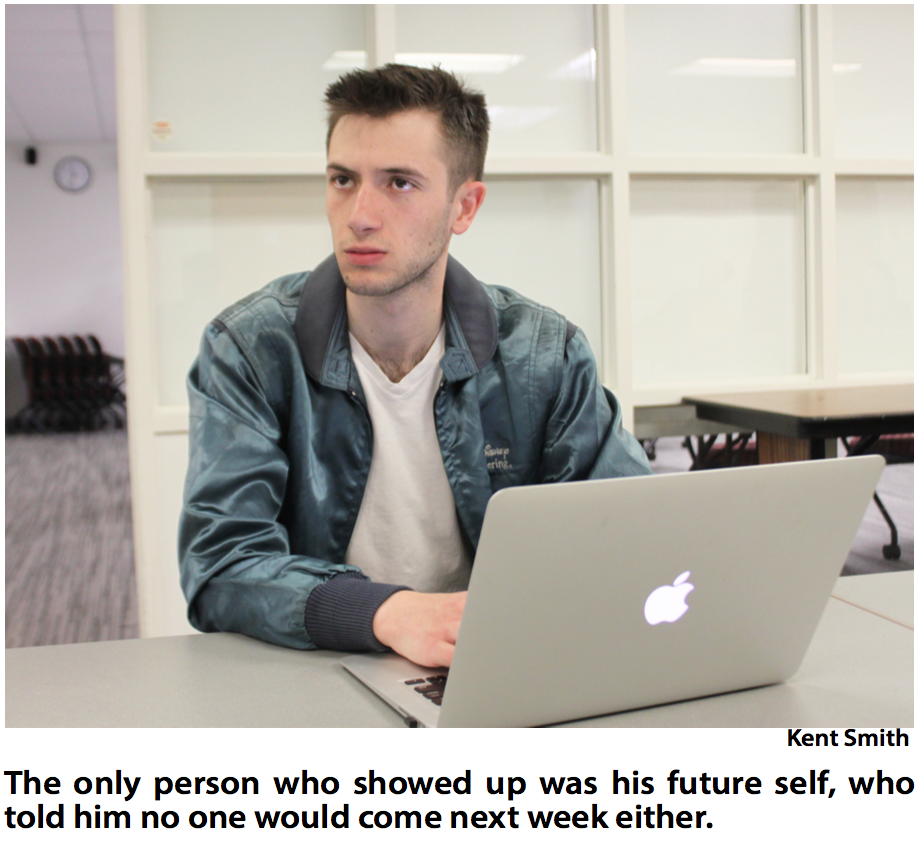 Kent Smith
The only person who showed up was his future self, who
told him no one would come next week either.